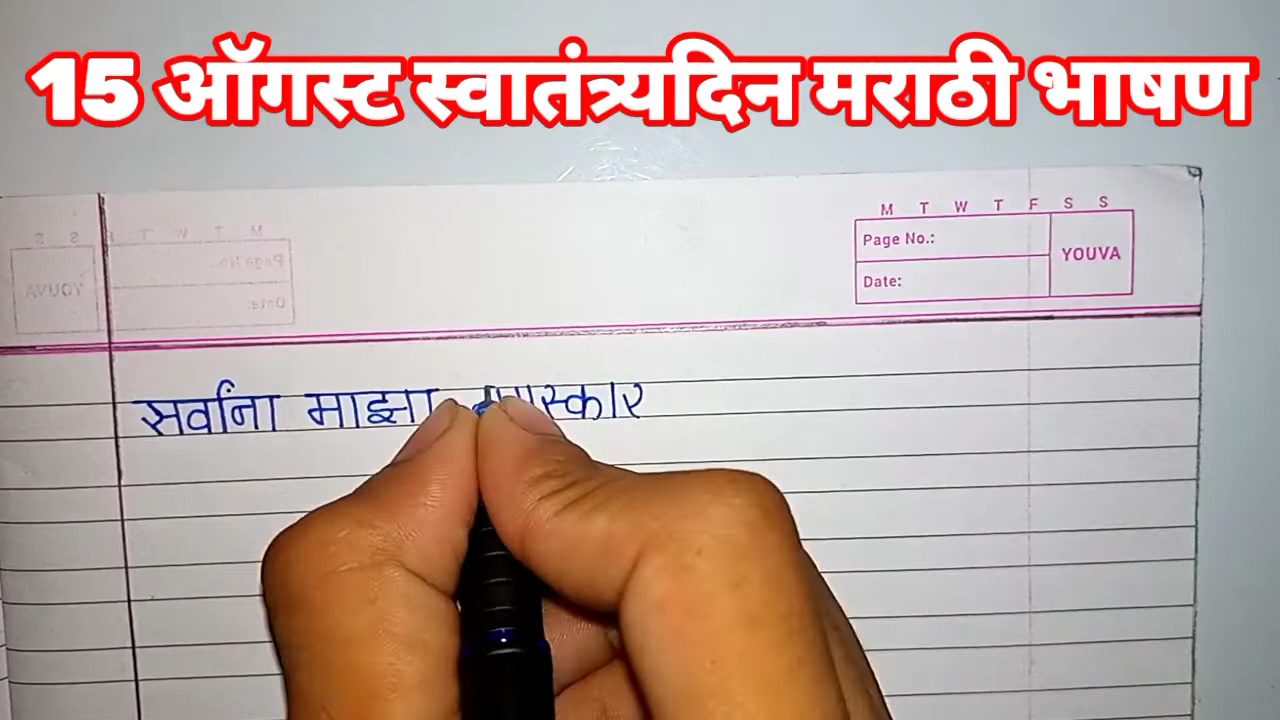 15 ऑगस्ट स्वातंत्र्यदिन मराठी भाषण
M T W T F S S
Page No.:
YOUVA
Date:
सर्वांना माझा